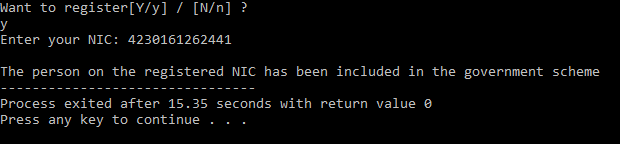 Want to register[Y/y] / [N/n] ?
y
Enter your NIC: 4230161262441
The person on the registered NIC has been included in the government scheme
--------------------------------
Process exited after 15.35 seconds with return value 0
Press any key to continue . . .